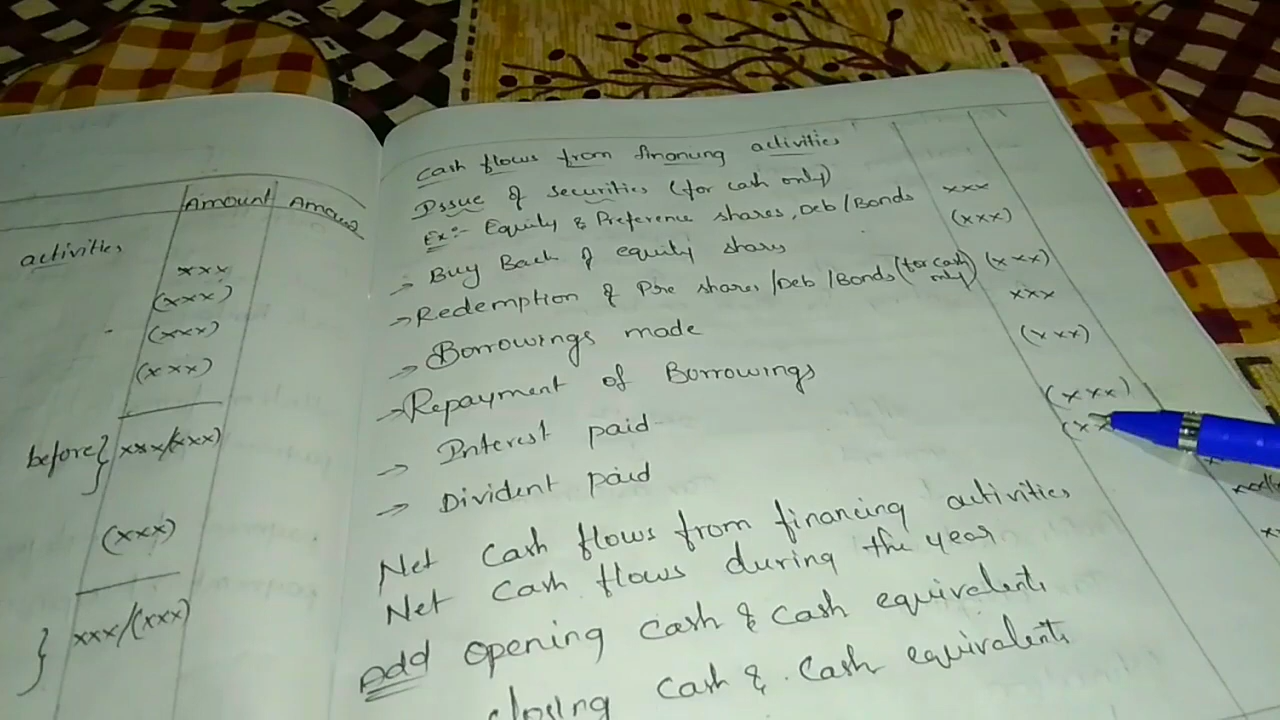 Amount Amoun
activities
xxx
(xxx)
(xxx)
(xxx)
before} xxx/(xxx)
(xxx)
} xxx/(xxx)
Cash flows from financing activities
Issue of securities (for cash only)
Ex:- Equity & Preference shares, Deb/Bonds xxx
→ Buy Back of equity shares (xxx)
→ Redemption of Pre shares/Deb/Bonds (for cash only) (xxx)
→ Borrowings made xxx
→ Repayment of Borrowings (xxx)
→ Interest paid (xxx)
→ Divident paid (xx
Net Cash flows from financing activities
Net Cash flows during the year
Add opening cash & cash equivalents
closing cash & cash equivalents